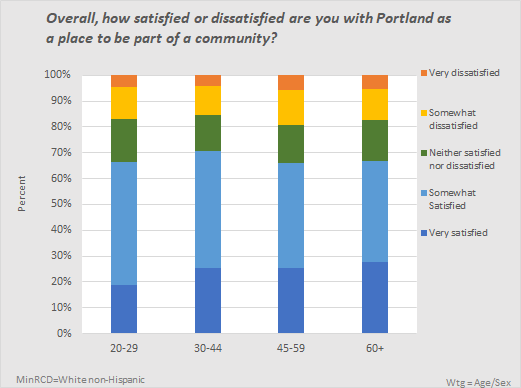 Overall, how satisfied or dissatisfied are you with Portland as
a place to be part of a community?
100%
90%
80%
70%
60%
50%
40%
30%
20%
10%
0%
Percent
20-29
30-44
45-59
60+
Very dissatisfied
Somewhat
dissatisfied
Neither satisfied
nor dissatisfied
Somewhat
Satisfied
Very satisfied
MinRCD=White non-Hispanic
Wtg = Age/Sex